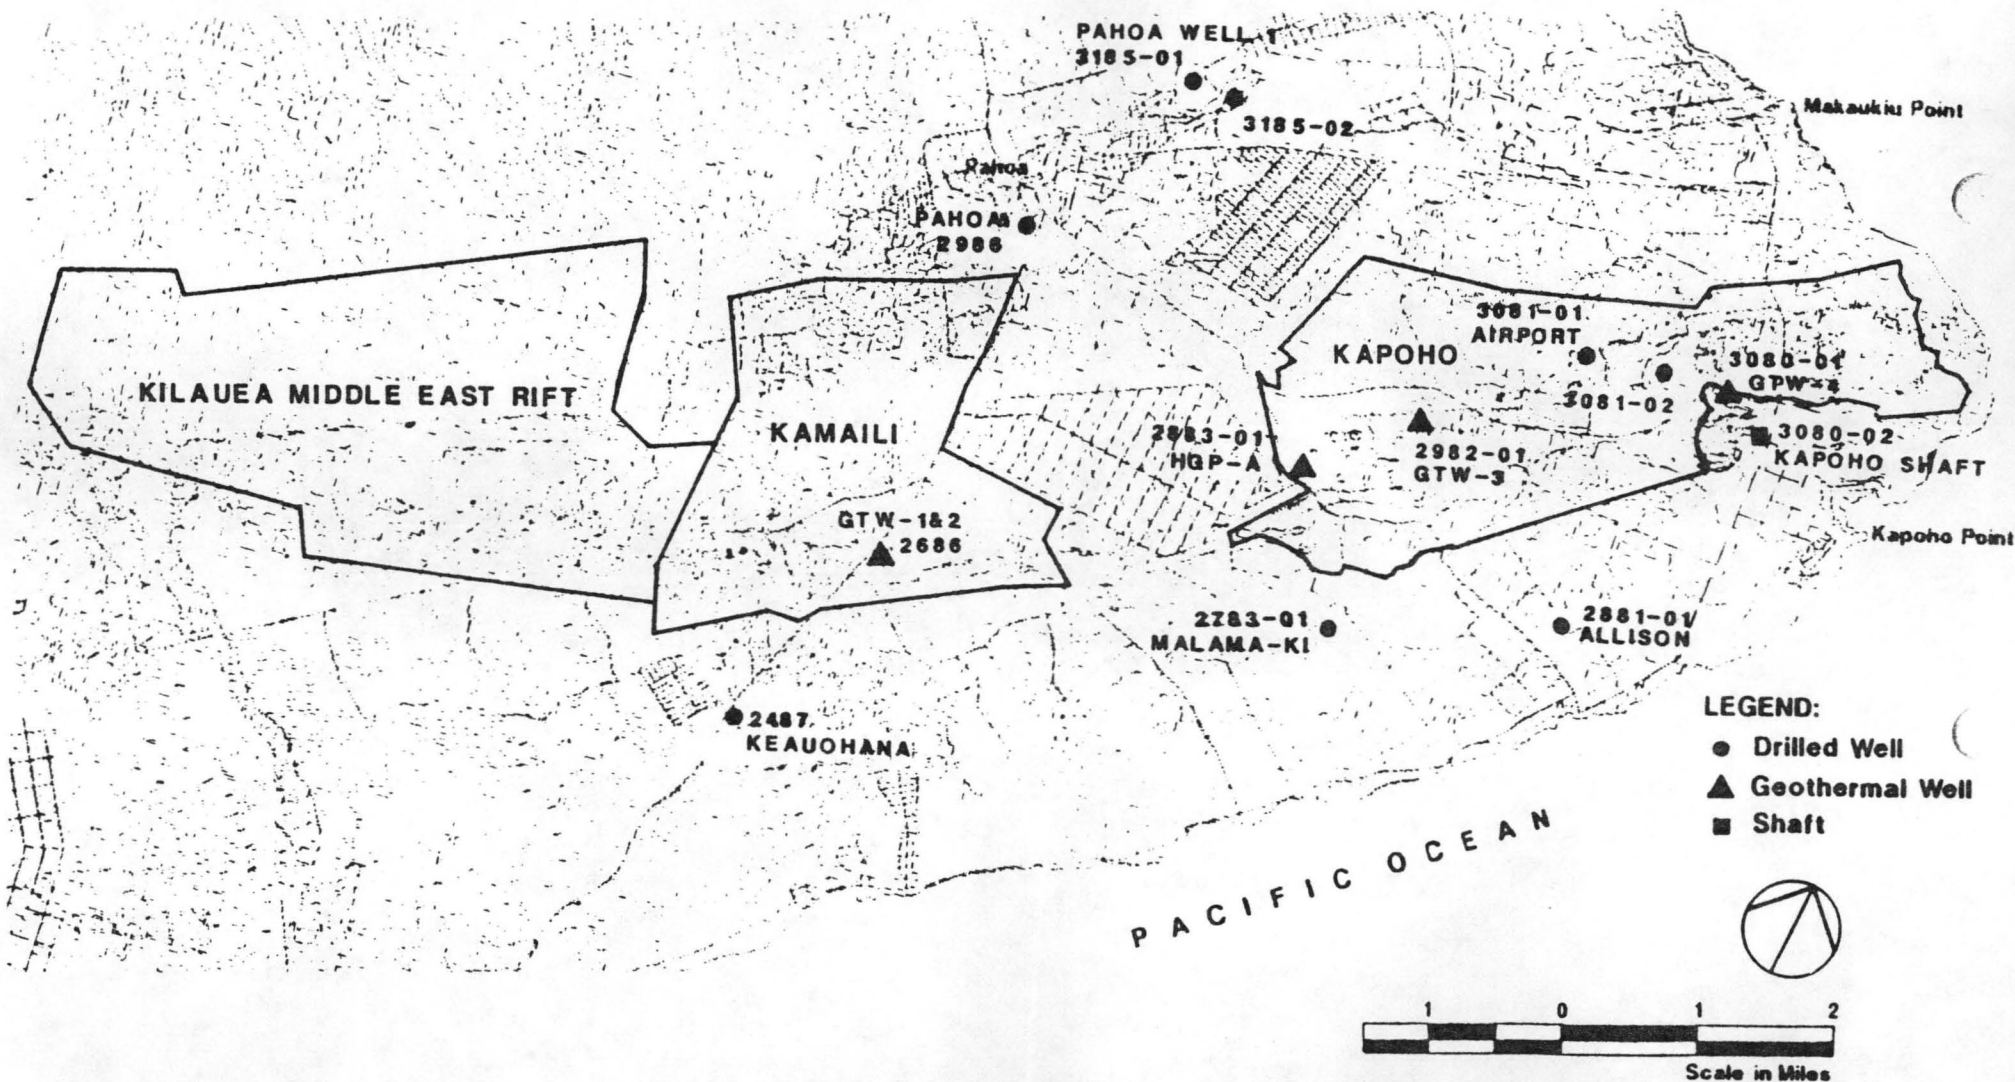 PAHOA WELL 1
3185-01
3185-02
Makaukiu Point
Pahoa
PAHOA
2986
3081-01
AIRPORT
KAPOHO
3080-01
GTW-4
3081-02
KILAUEA MIDDLE EAST RIFT
KAMAILI
2883-01
HGP-A
2982-01
GTW-3
3080-02
KAPOHO SHAFT
GTW-1&2
2686
Kapoho Point
2783-01
MALAMA-KI
2881-01
ALLISON
2487
KEAUOHANA
LEGEND:
Drilled Well
Geothermal Well
Shaft
PACIFIC OCEAN
1 0 1 2
Scale in Miles